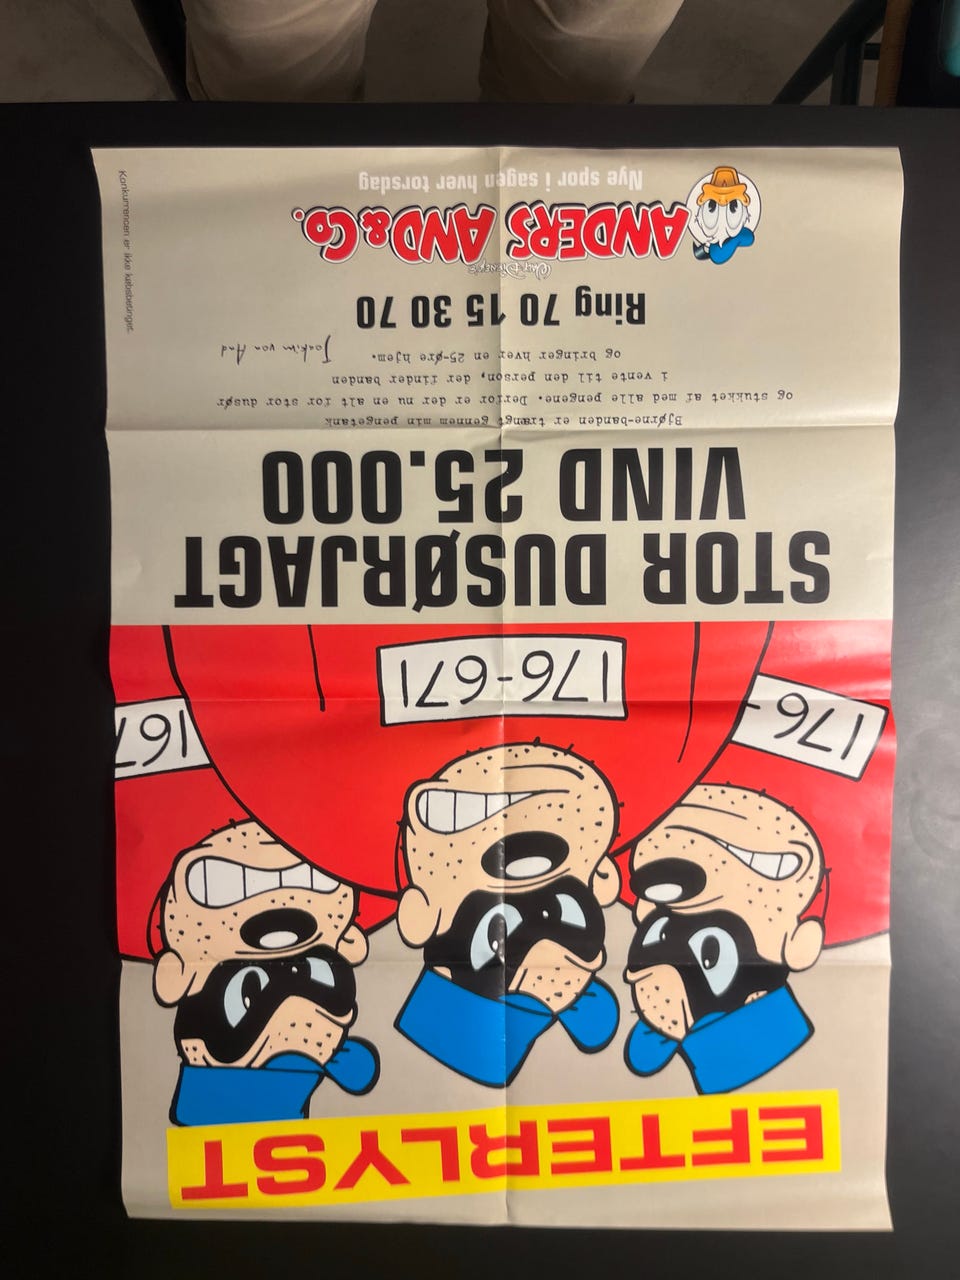 EFTERLYST
167
176-671
176-
STOR DUSØRJAGT
VIND 25.000
Bjørne-banden er trængt gennem min pengetank
og stukket af med alle pengene. Derfor er der nu en alt for stor dusør
i vente til den person, der finder banden
og bringer hver en 25-øre hjem.
Joakim von And
Ring 70 15 30 70
WALT DISNEY'S
ANDERS AND & Co.
Nye spor i sagen hver torsdag
Konkurrencen er ikke købsbetinget.